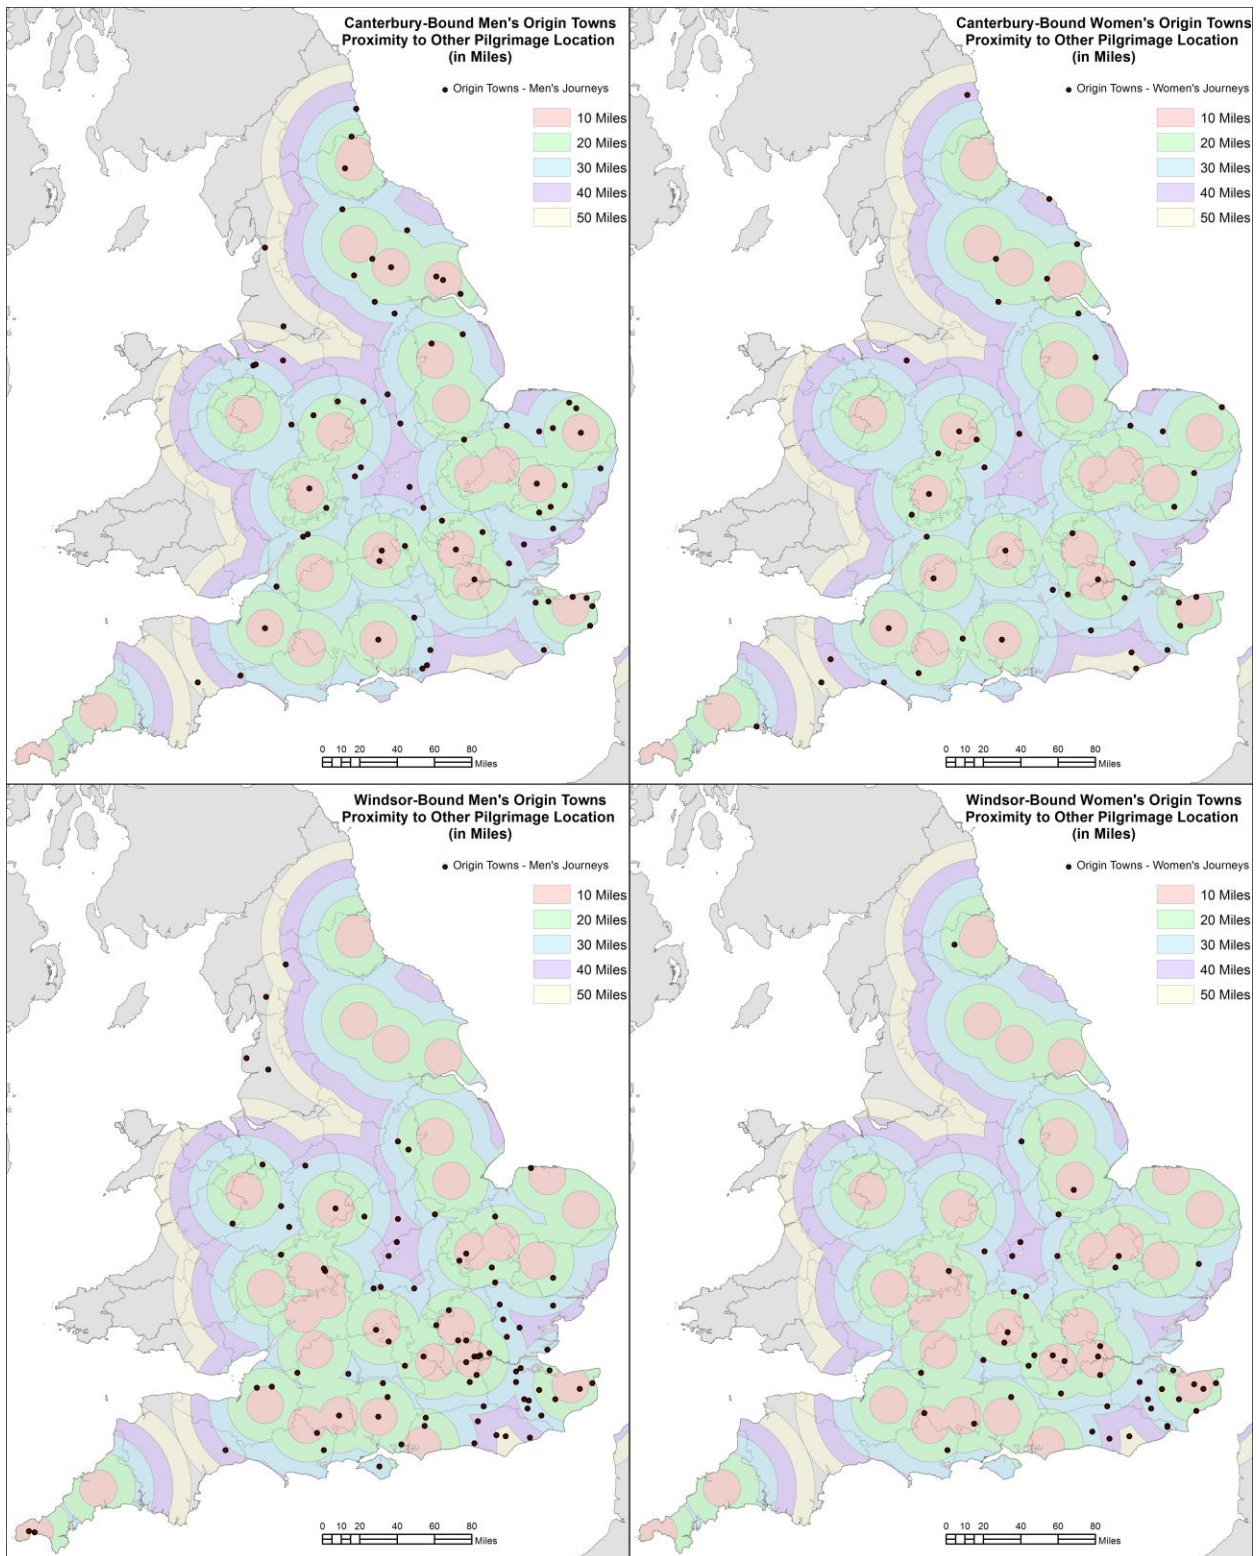 Canterbury-Bound Men's Origin Towns
Proximity to Other Pilgrimage Location
(in Miles)
Origin Towns - Men's Journeys
10 Miles
20 Miles
30 Miles
40 Miles
50 Miles
0 10 20 40 60 80
Miles
Canterbury-Bound Women's Origin Towns
Proximity to Other Pilgrimage Location
(in Miles)
Origin Towns - Women's Journeys
10 Miles
20 Miles
30 Miles
40 Miles
50 Miles
0 10 20 40 60 80
Miles
Windsor-Bound Men's Origin Towns
Proximity to Other Pilgrimage Location
(in Miles)
Origin Towns - Men's Journeys
10 Miles
20 Miles
30 Miles
40 Miles
50 Miles
0 10 20 40 60 80
Miles
Windsor-Bound Women's Origin Towns
Proximity to Other Pilgrimage Location
(in Miles)
Origin Towns - Women's Journeys
10 Miles
20 Miles
30 Miles
40 Miles
50 Miles
0 10 20 40 60 80
Miles